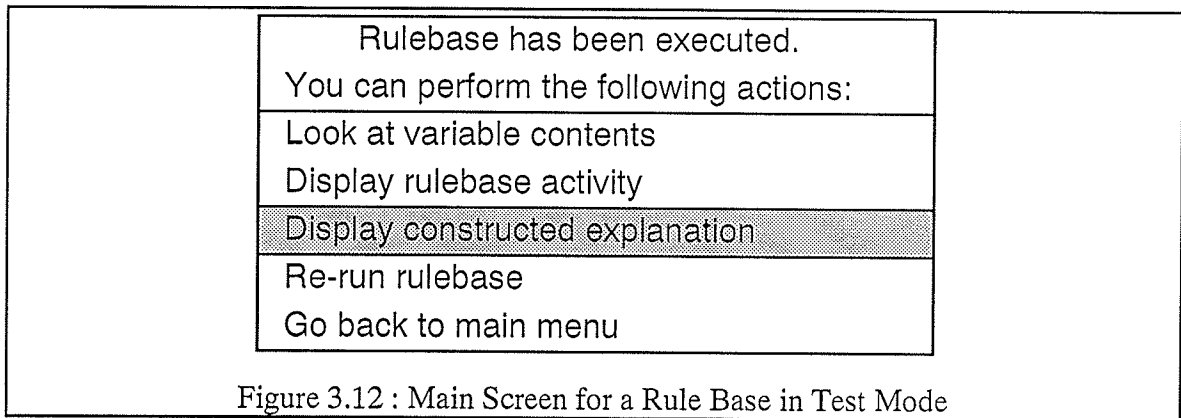 Rulebase has been executed.
You can perform the following actions:
Look at variable contents
Display rulebase activity
Display constructed explanation
Re-run rulebase
Go back to main menu
Figure 3.12 : Main Screen for a Rule Base in Test Mode